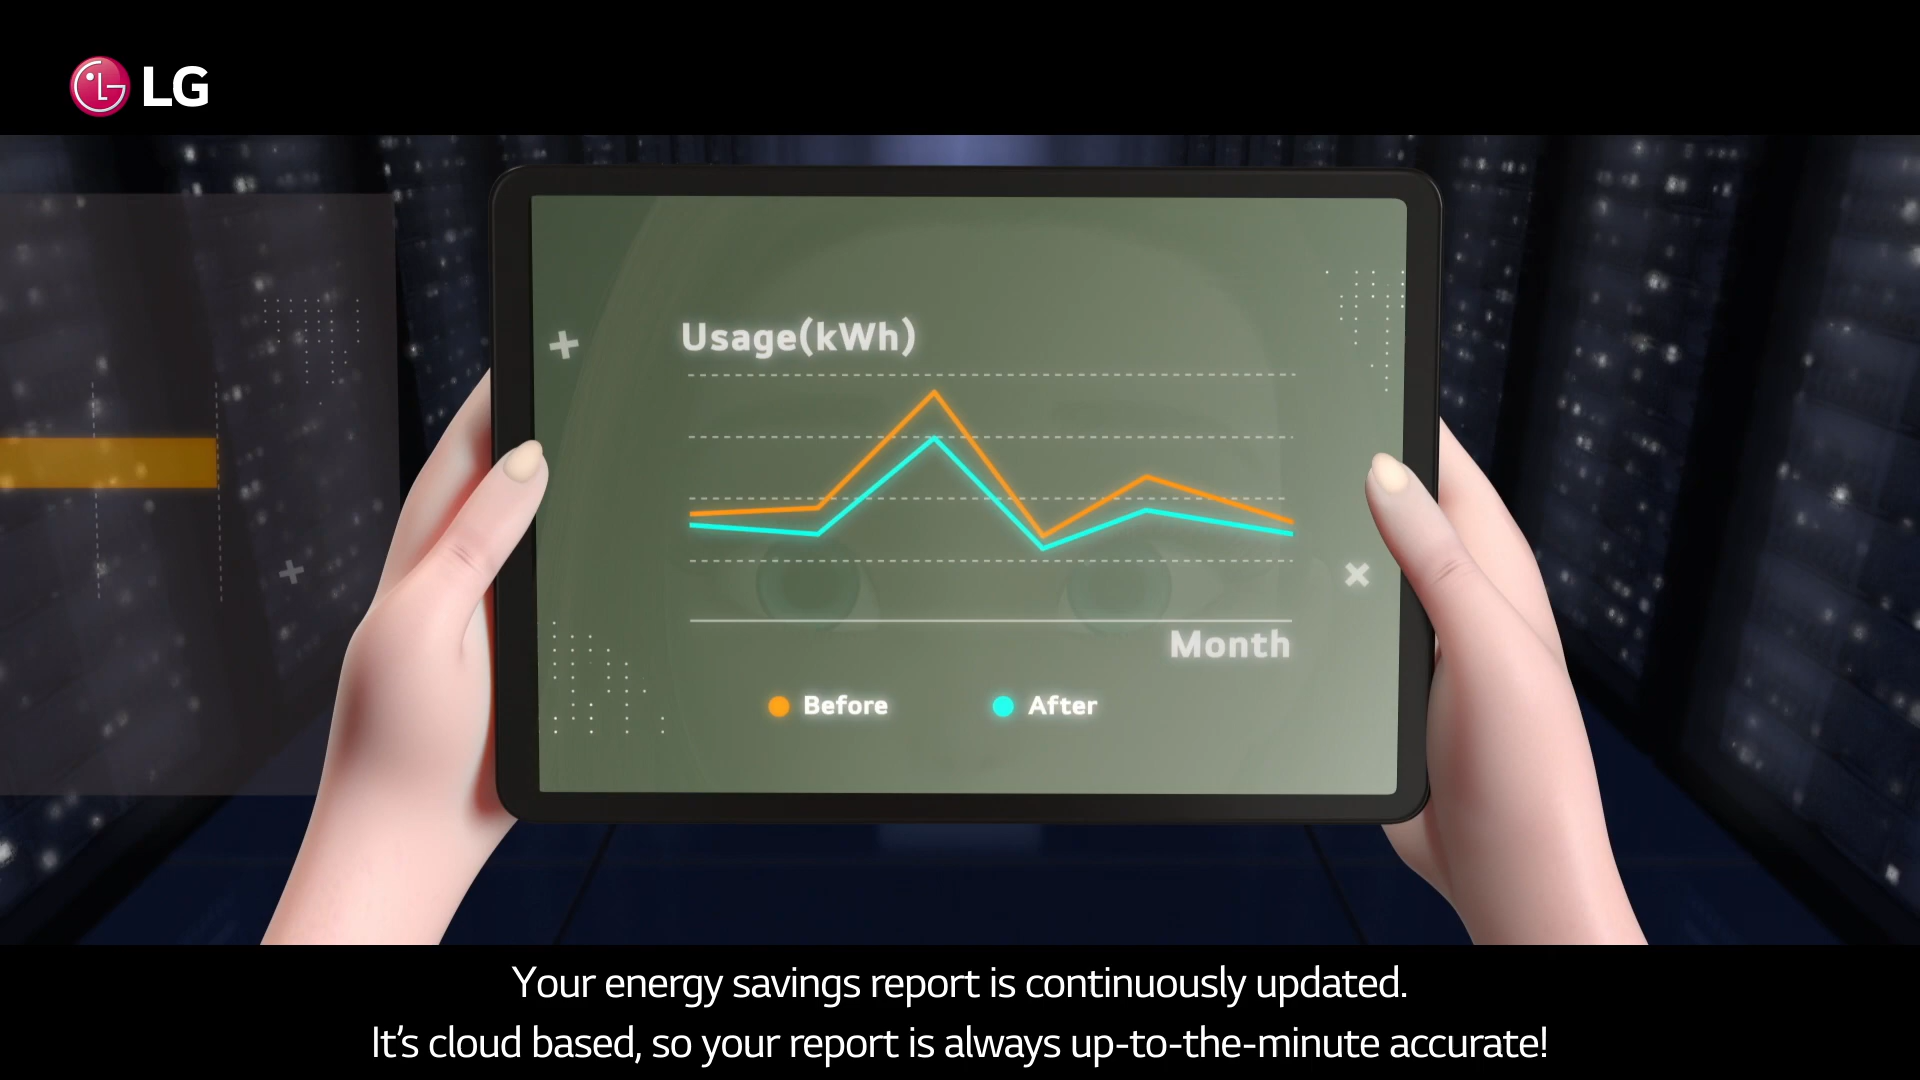 LG
Usage(kWh)
Month
Before
After
Your energy savings report is continuously updated.
It's cloud based, so your report is always up-to-the-minute accurate!